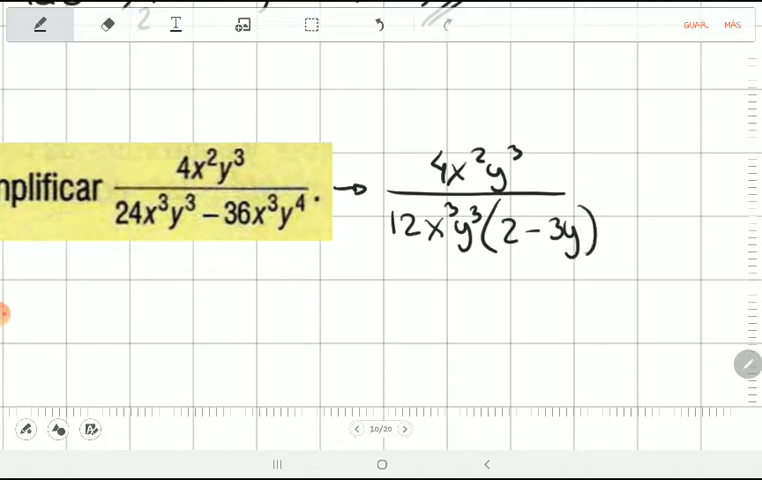 GUAR. MÁS
nplificar 4x²y³ / 24x³y³ – 36x³y⁴ . → 4x²y³ / 12x³y³(2 – 3y)
10/20